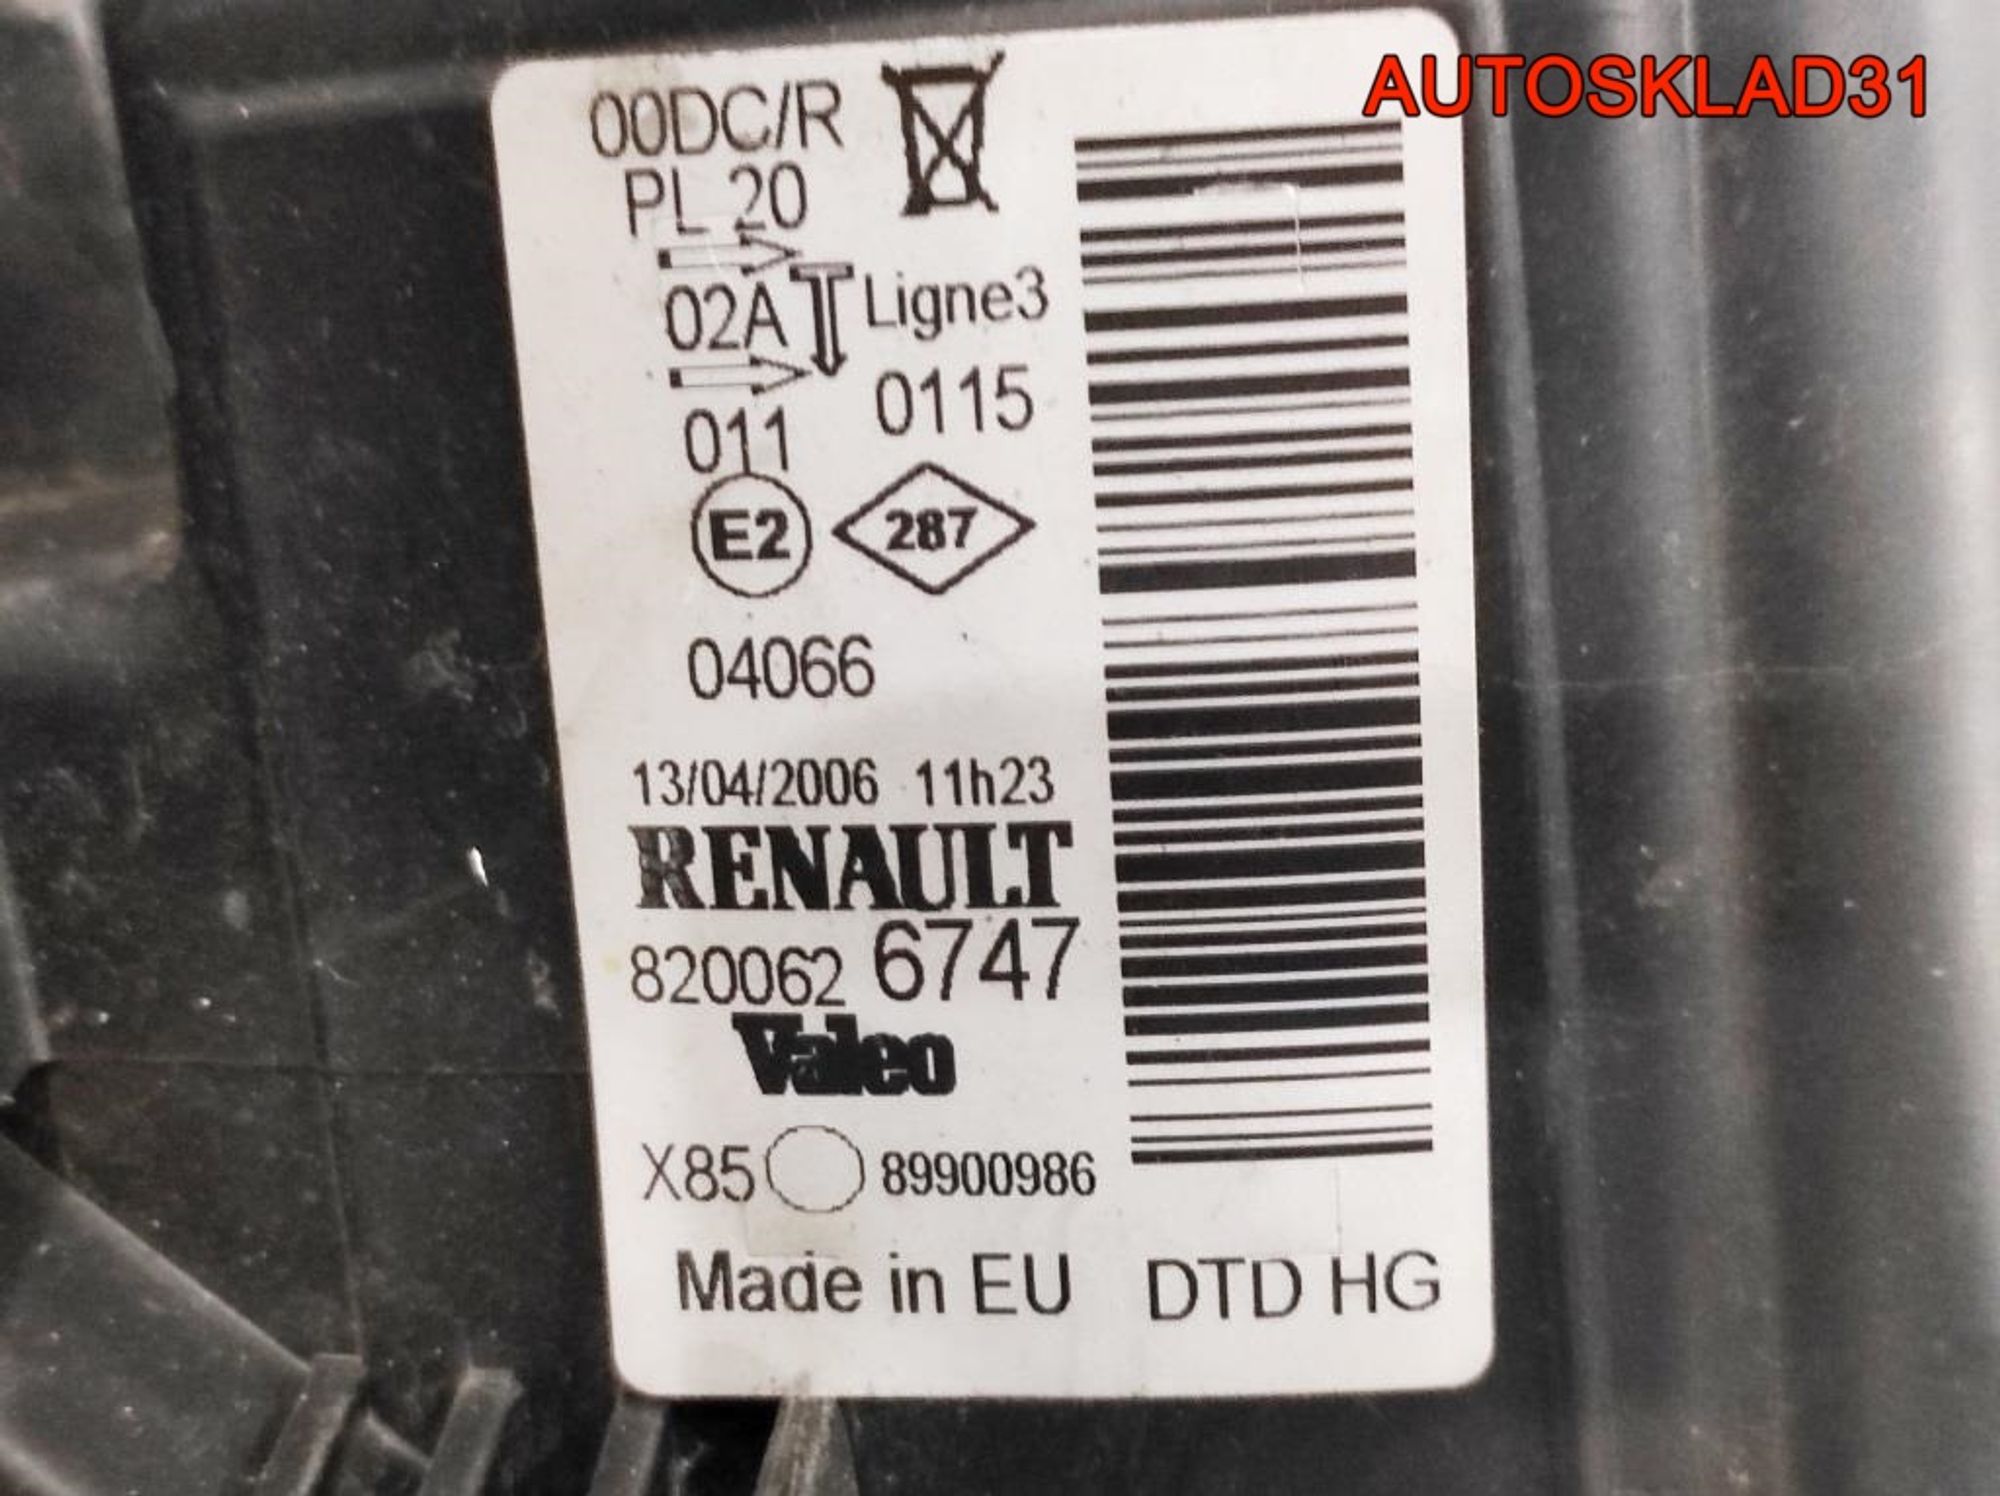 AUTOSKLAD31
00DC/R
PL 20
02A Ligne3
011 0115
E2 287
04066
13/04/2006 11h23
RENAULT
820062 6747
Valeo
X85 89900986
Made in EU DTD HG